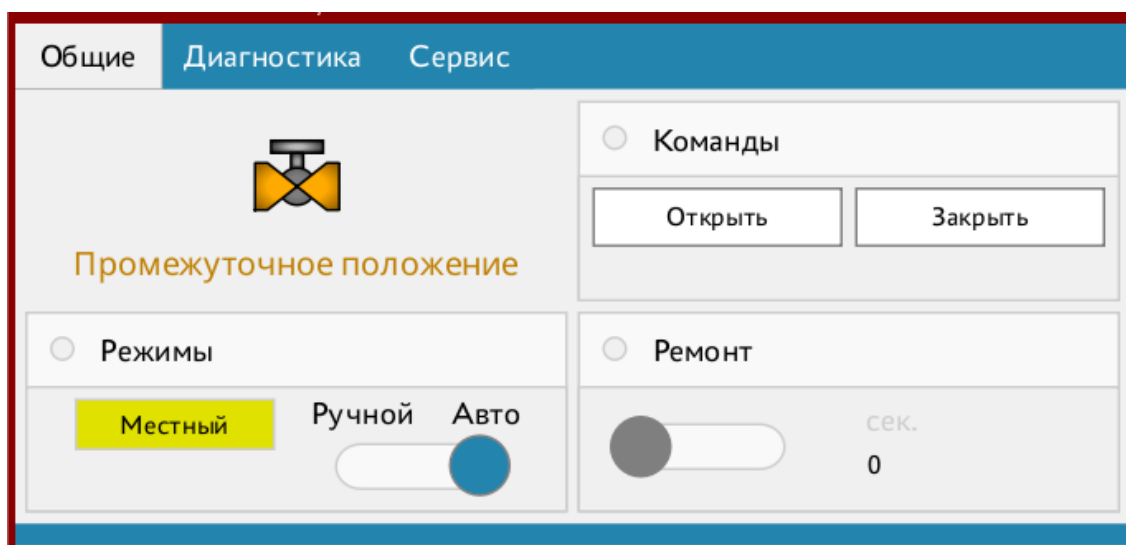 Общие Диагностика Сервис
Промежуточное положение
Команды
Открыть Закрыть
Режимы
Местный Ручной Авто
Ремонт
сек.
0